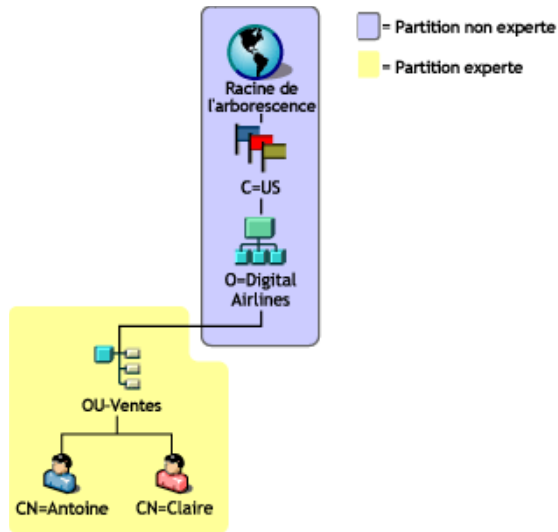 = Partition non experte
= Partition experte
Racine de
l'arborescence
C=US
O=Digital
Airlines
OU-Ventes
CN=Antoine
CN=Claire